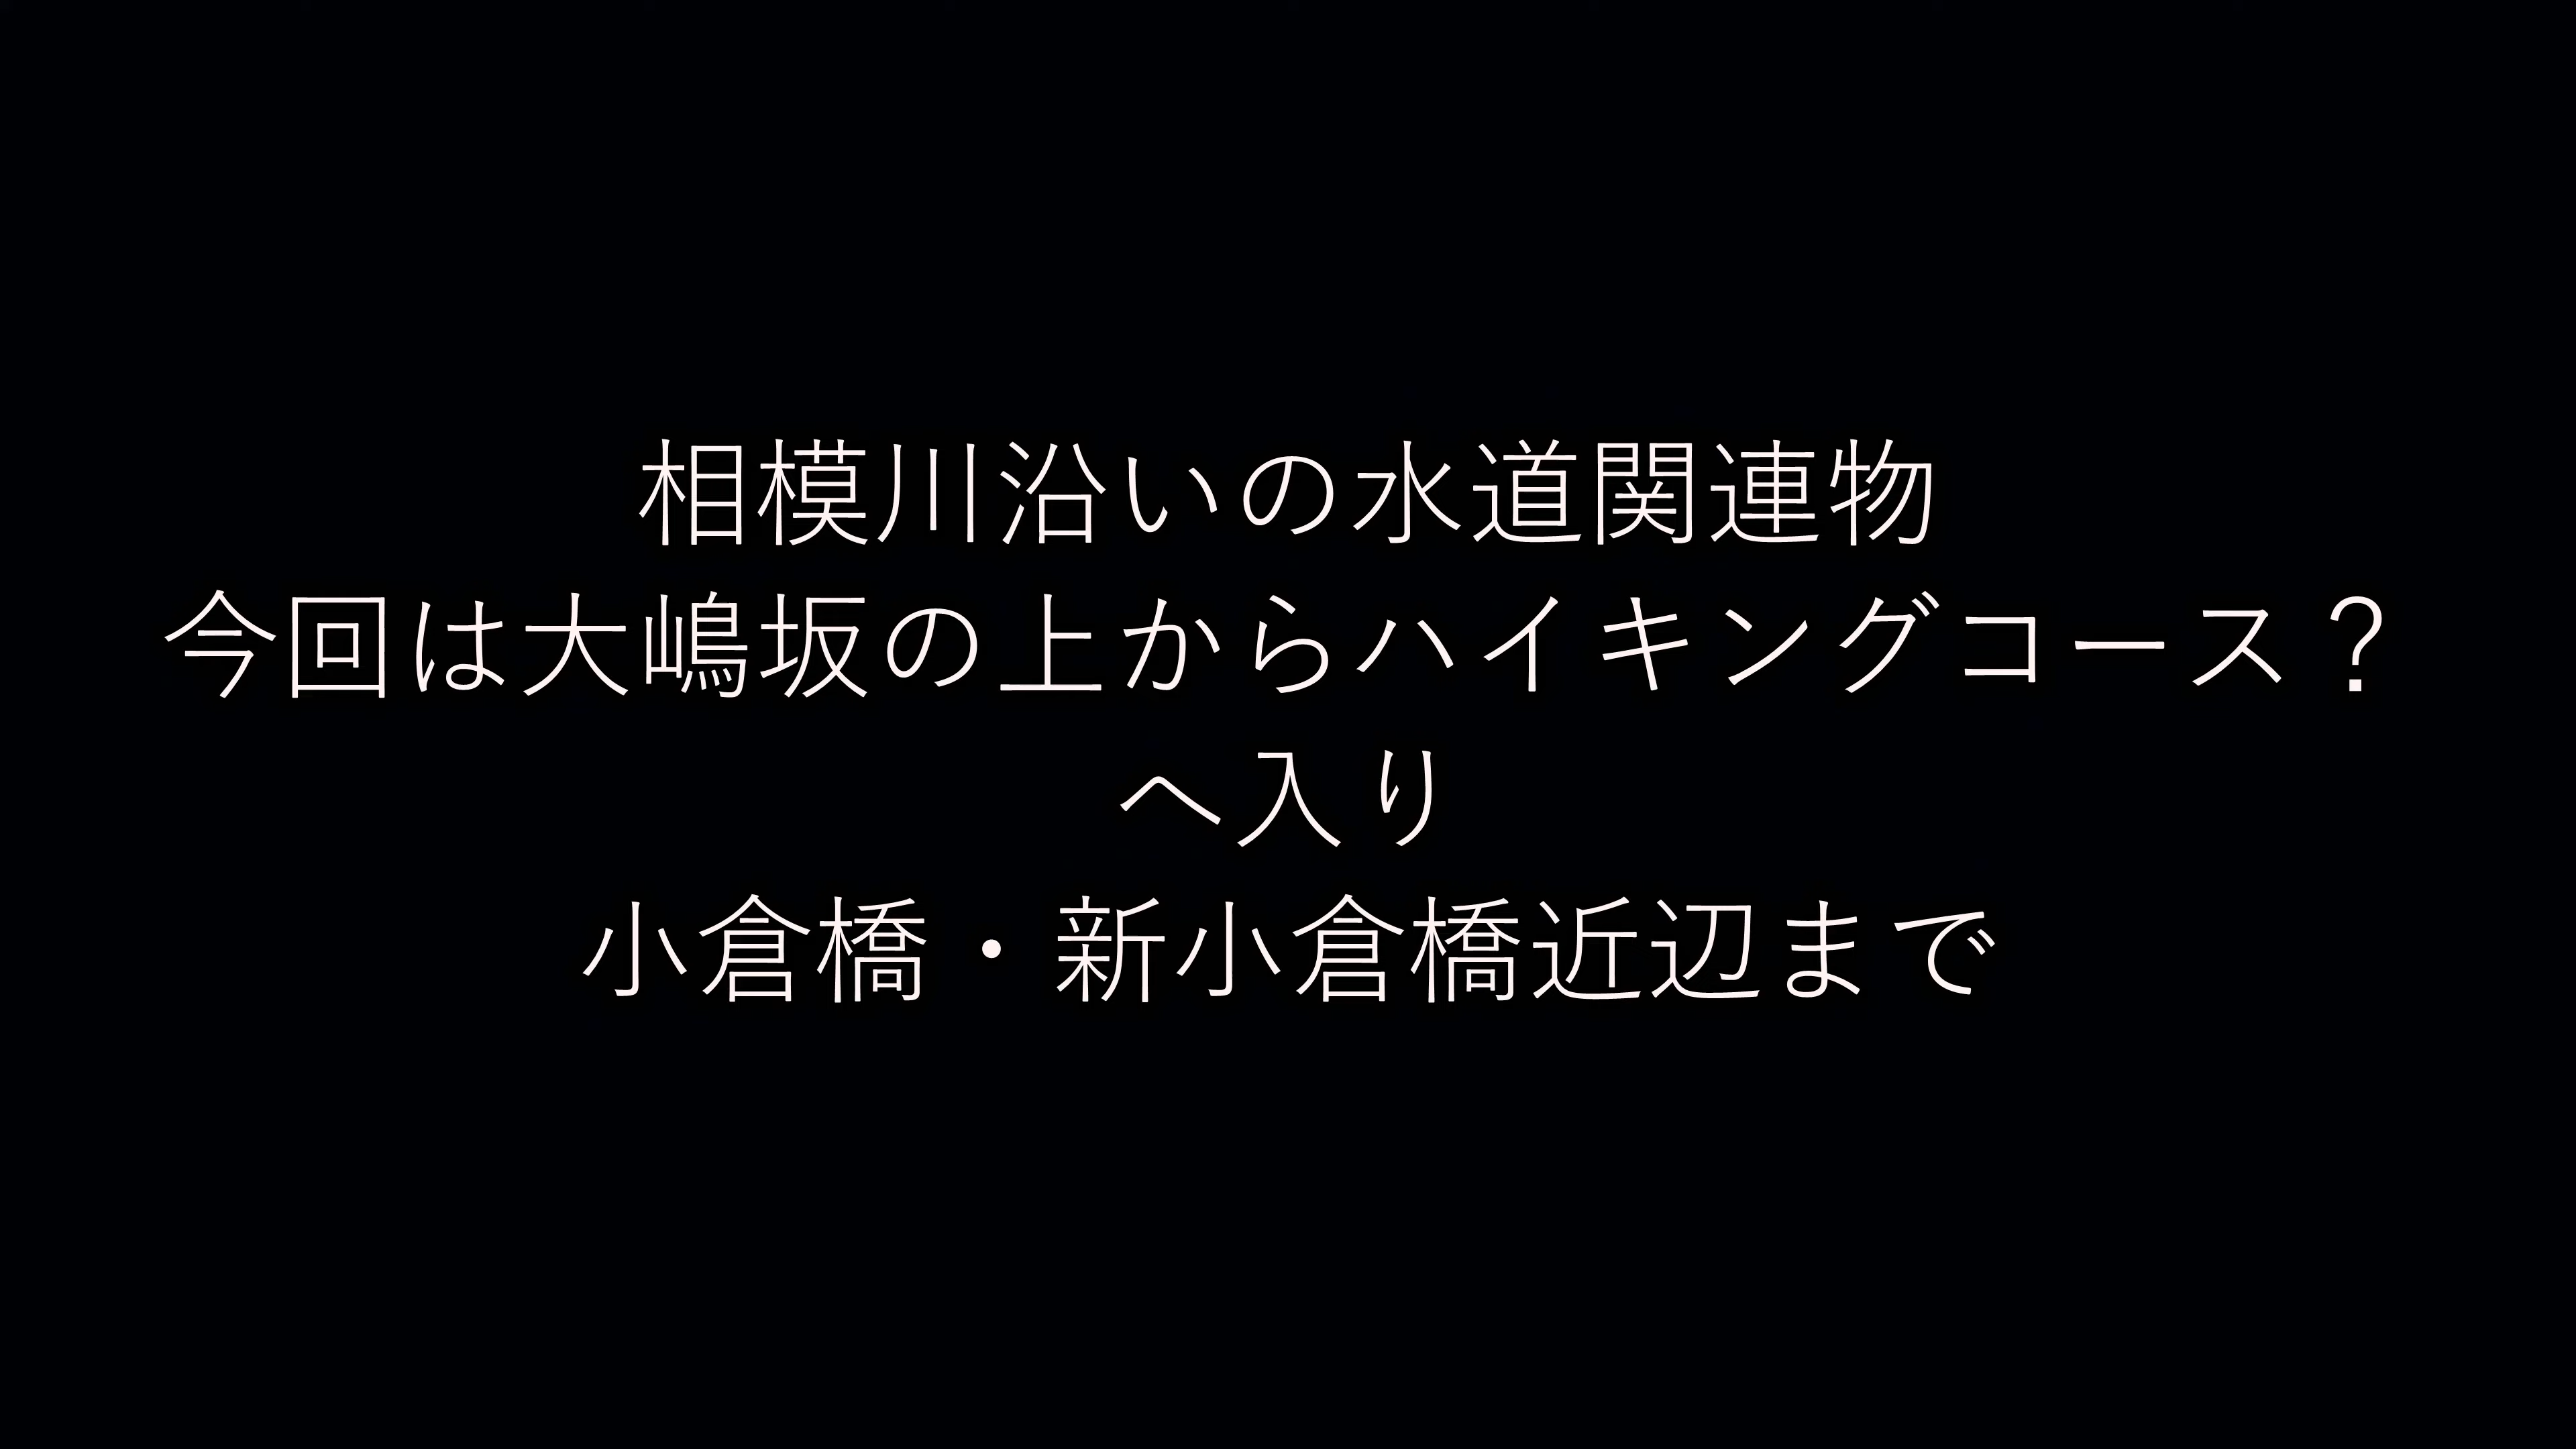 相模川沿いの水道関連物
今回は大嶋坂の上からハイキングコース？
へ入り
小倉橋・新小倉橋近辺まで